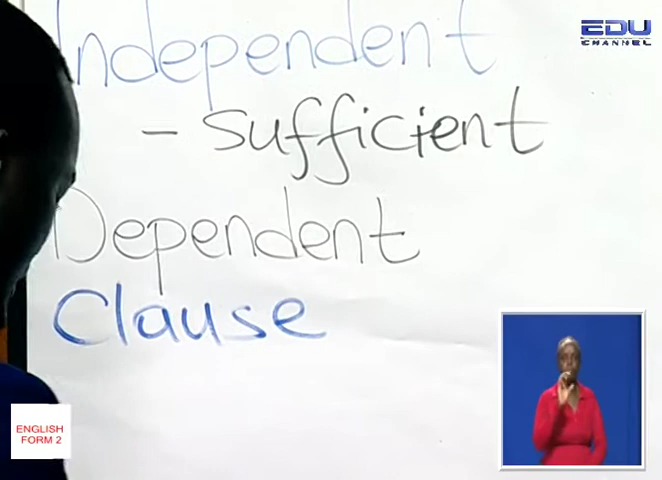 EDU
CHANNEL
Independent
- Sufficient
Dependent
Clause
ENGLISH
FORM 2